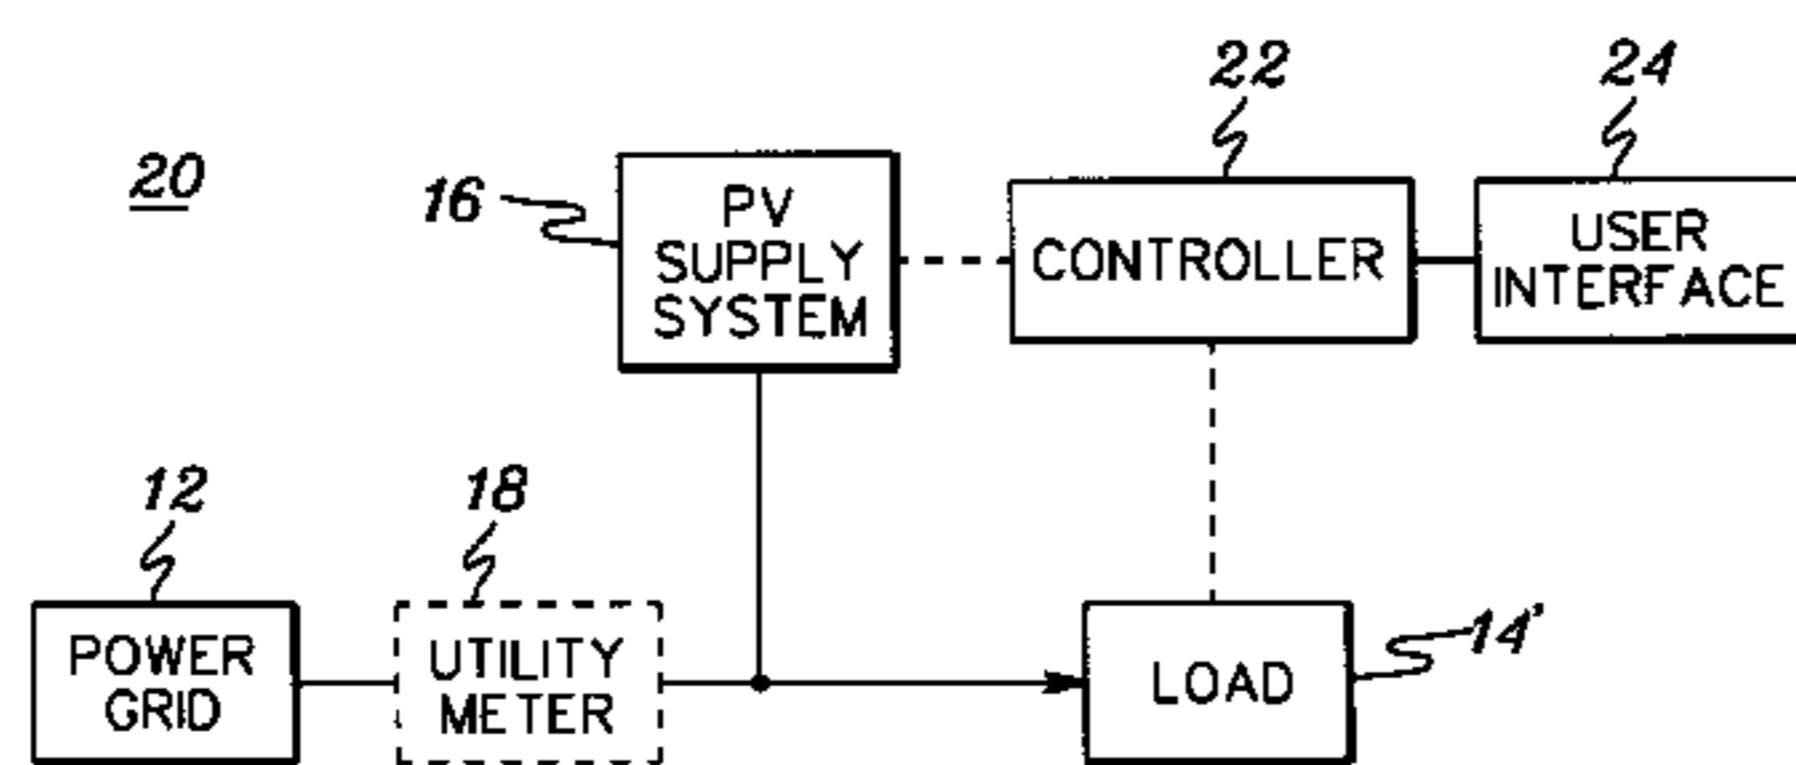 22
24
20
16
PV
SUPPLY
SYSTEM
CONTROLLER
USER
INTERFACE
12
18
POWER
GRID
UTILITY
METER
LOAD
14'